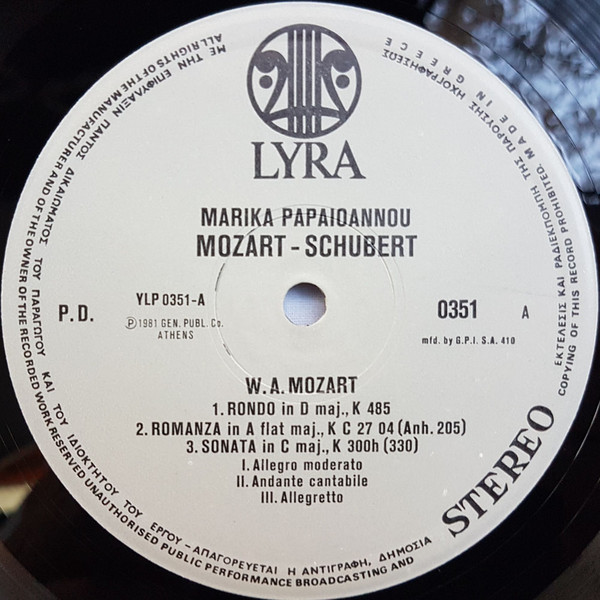 LYRA
MARIKA PAPAIOANNOU
MOZART – SCHUBERT
P.D.
YLP 0351-A
℗ 1981 GEN. PUBL. Co.
ATHENS
0351 A
mfd. by G.P.I. S.A. 410
W. A. MOZART
1. RONDO in D maj., K 485
2. ROMANZA in A flat maj., K C 27 04 (Anh. 205)
3. SONATA in C maj., K 300h (330)
I. Allegro moderato
II. Andante cantabile
III. Allegretto
STEREO
ΜΕ ΤΗΝ ΕΠΙΦΥΛΑΞΙΝ ΠΑΝΤΟΣ ΔΙΚΑΙΩΜΑΤΟΣ ΤΟΥ ΠΑΡΑΓΩΓΟΥ ΚΑΙ ΤΟΥ ΙΔΙΟΚΤΗΤΟΥ ΤΟΥ ΕΡΓΟΥ – ΑΠΑΓΟΡΕΥΕΤΑΙ Η ΑΝΤΙΓΡΑΦΗ, ΔΗΜΟΣΙΑ
ΕΚΤΕΛΕΣΙΣ ΚΑΙ ΡΑΔΙΕΚΠΟΜΠΗ ΤΗΣ ΠΑΡΟΥΣΗΣ ΗΧΟΓΡΑΦΗΣΕΩΣ
ALL RIGHTS OF THE MANUFACTURER AND OF THE OWNER OF THE RECORDED WORK RESERVED UNAUTHORISED PUBLIC PERFORMANCE BROADCASTING AND
COPYING OF THIS RECORD PROHIBITED. MADE IN GREECE